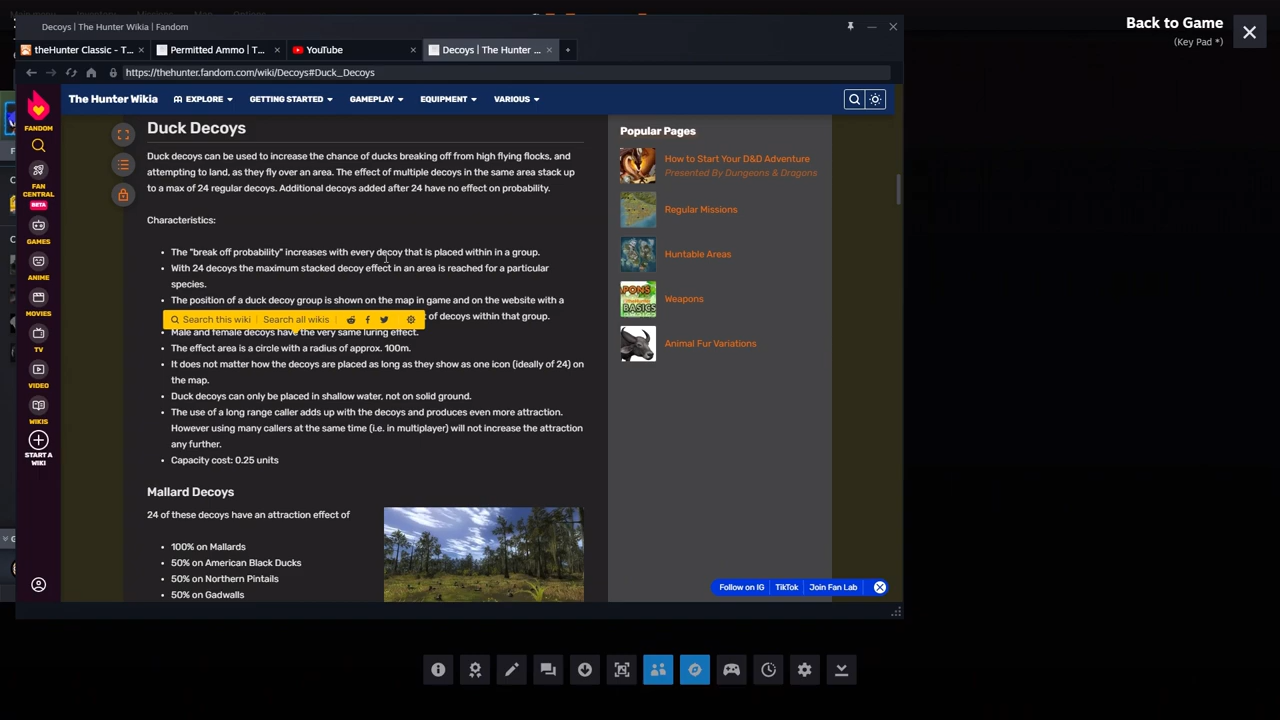 Decoys | The Hunter Wikia | Fandom
Back to Game
(Key Pad *)
theHunter Classic - T...
Permitted Ammo | T...
YouTube
Decoys | The Hunter ...
https://thehunter.fandom.com/wiki/Decoys#Duck_Decoys
The Hunter Wikia
EXPLORE
GETTING STARTED
GAMEPLAY
EQUIPMENT
VARIOUS
FANDOM
FAN
CENTRAL
BETA
GAMES
ANIME
MOVIES
TV
VIDEO
WIKIS
START A
WIKI
Duck Decoys
Duck decoys can be used to increase the chance of ducks breaking off from high flying flocks, and
attempting to land, as they fly over an area. The effect of multiple decoys in the same area stack up
to a max of 24 regular decoys. Additional decoys added after 24 have no effect on probability.
Characteristics:
• The "break off probability" increases with every decoy that is placed within in a group.
• With 24 decoys the maximum stacked decoy effect in an area is reached for a particular
species.
• The position of a duck decoy group is shown on the map in game and on the website with a
of decoys within that group.
Search this wiki
Search all wikis
• Male and female decoys have the very same luring effect.
• The effect area is a circle with a radius of approx. 100m.
• It does not matter how the decoys are placed as long as they show as one icon (ideally of 24) on
the map.
• Duck decoys can only be placed in shallow water, not on solid ground.
• The use of a long range caller adds up with the decoys and produces even more attraction.
However using many callers at the same time (i.e. in multiplayer) will not increase the attraction
any further.
• Capacity cost: 0.25 units
Mallard Decoys
24 of these decoys have an attraction effect of
• 100% on Mallards
• 50% on American Black Ducks
• 50% on Northern Pintails
• 50% on Gadwalls
Popular Pages
How to Start Your D&D Adventure
Presented By Dungeons & Dragons
Regular Missions
Huntable Areas
Weapons
Animal Fur Variations
Follow on IG
TikTok
Join Fan Lab